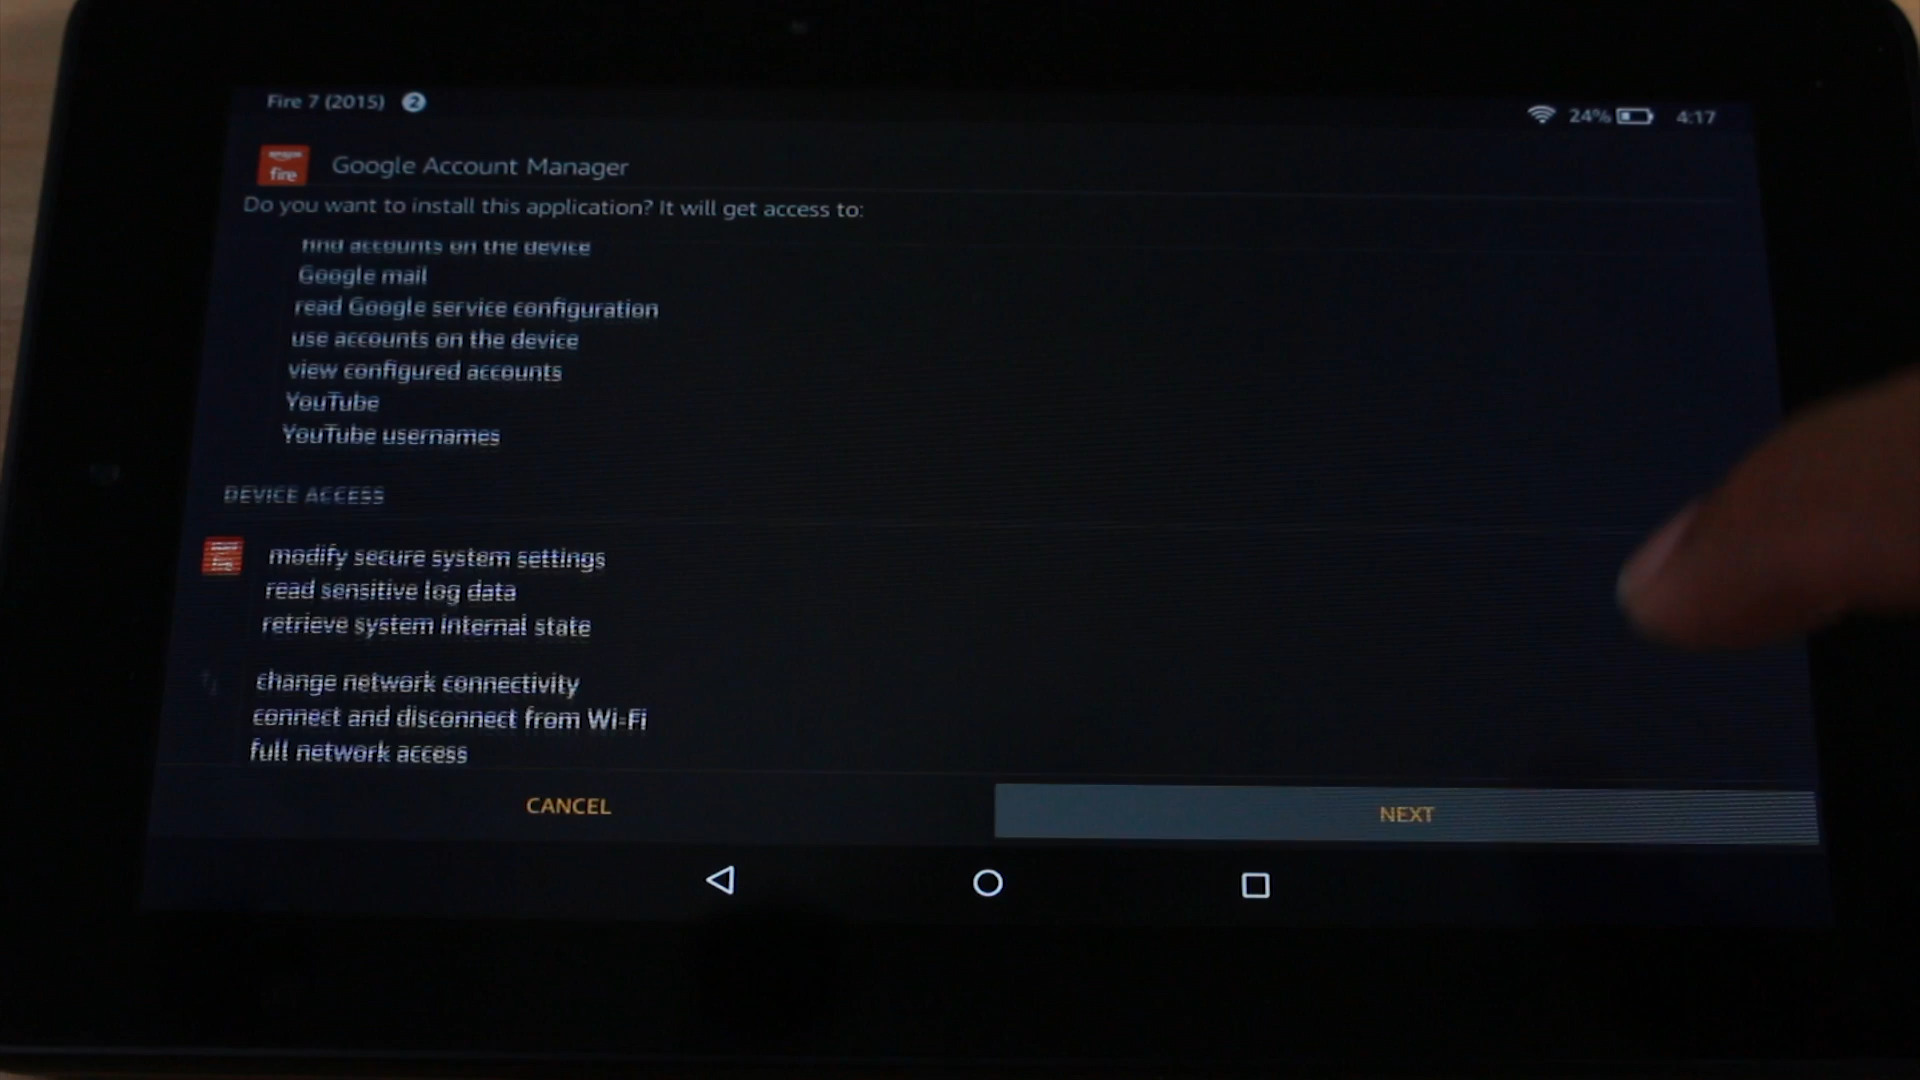 Fire 7 (2015) 2
24% 4:17
fire
Google Account Manager
Do you want to install this application? It will get access to:
find accounts on the device
Google mail
read Google service configuration
use accounts on the device
view configured accounts
YouTube
YouTube usernames
DEVICE ACCESS
fire
modify secure system settings
read sensitive log data
retrieve system internal state
change network connectivity
connect and disconnect from Wi-Fi
full network access
CANCEL
NEXT